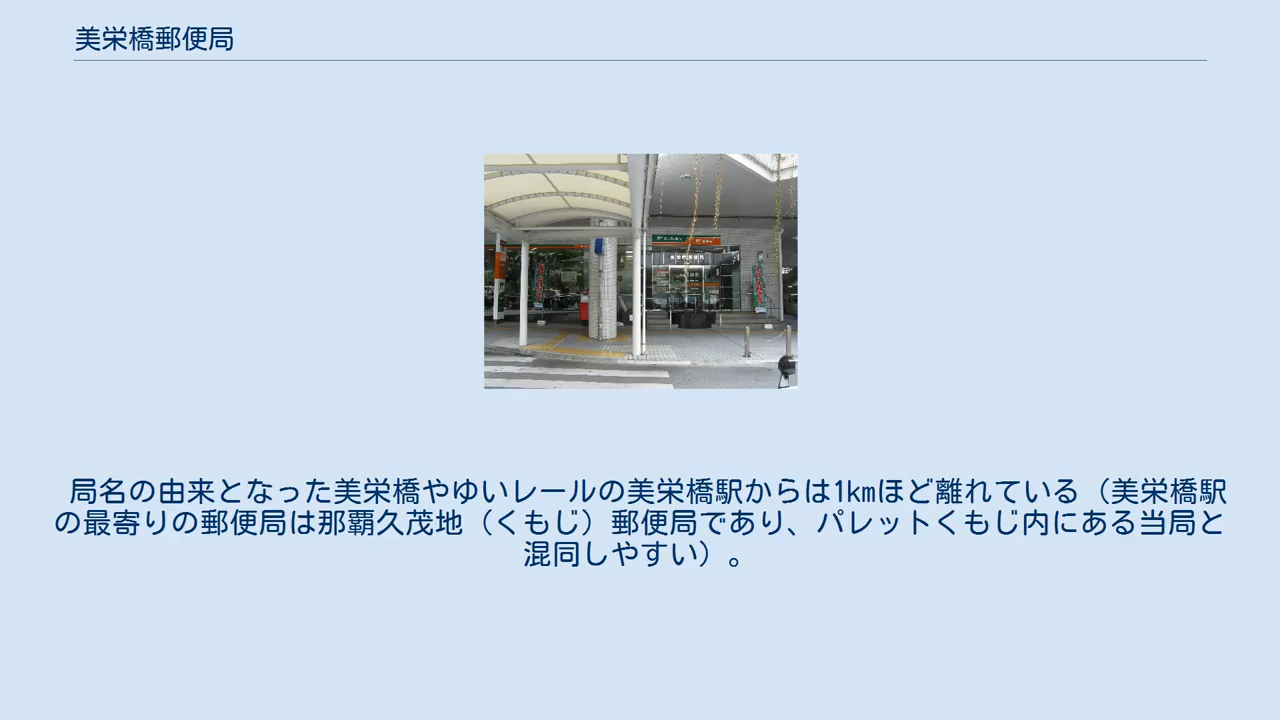 美栄橋郵便局
局名の由来となった美栄橋やゆいレールの美栄橋駅からは1kmほど離れている（美栄橋駅
の最寄りの郵便局は那覇久茂地（くもじ）郵便局であり、パレットくもじ内にある当局と
混同しやすい）。